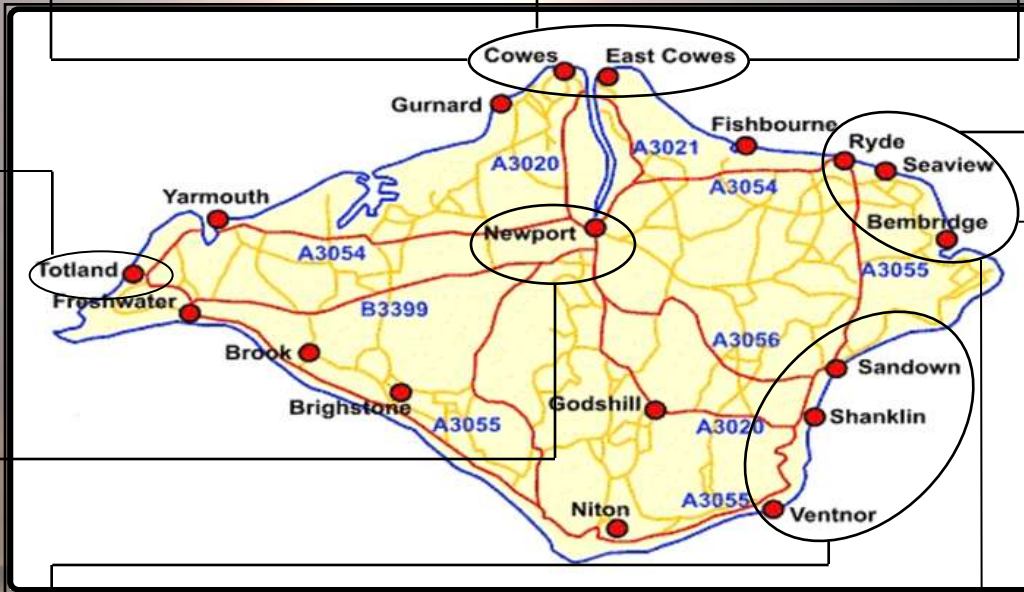 Cowes
East Cowes
Gurnard
Fishbourne
Ryde
Seaview
A3020
A3021
A3054
Yarmouth
Bembridge
Newport
A3054
Totland
A3055
Freshwater
B3399
A3056
Brook
Sandown
Brighstone
Godshill
Shanklin
A3055
A3020
A3055
Niton
Ventnor